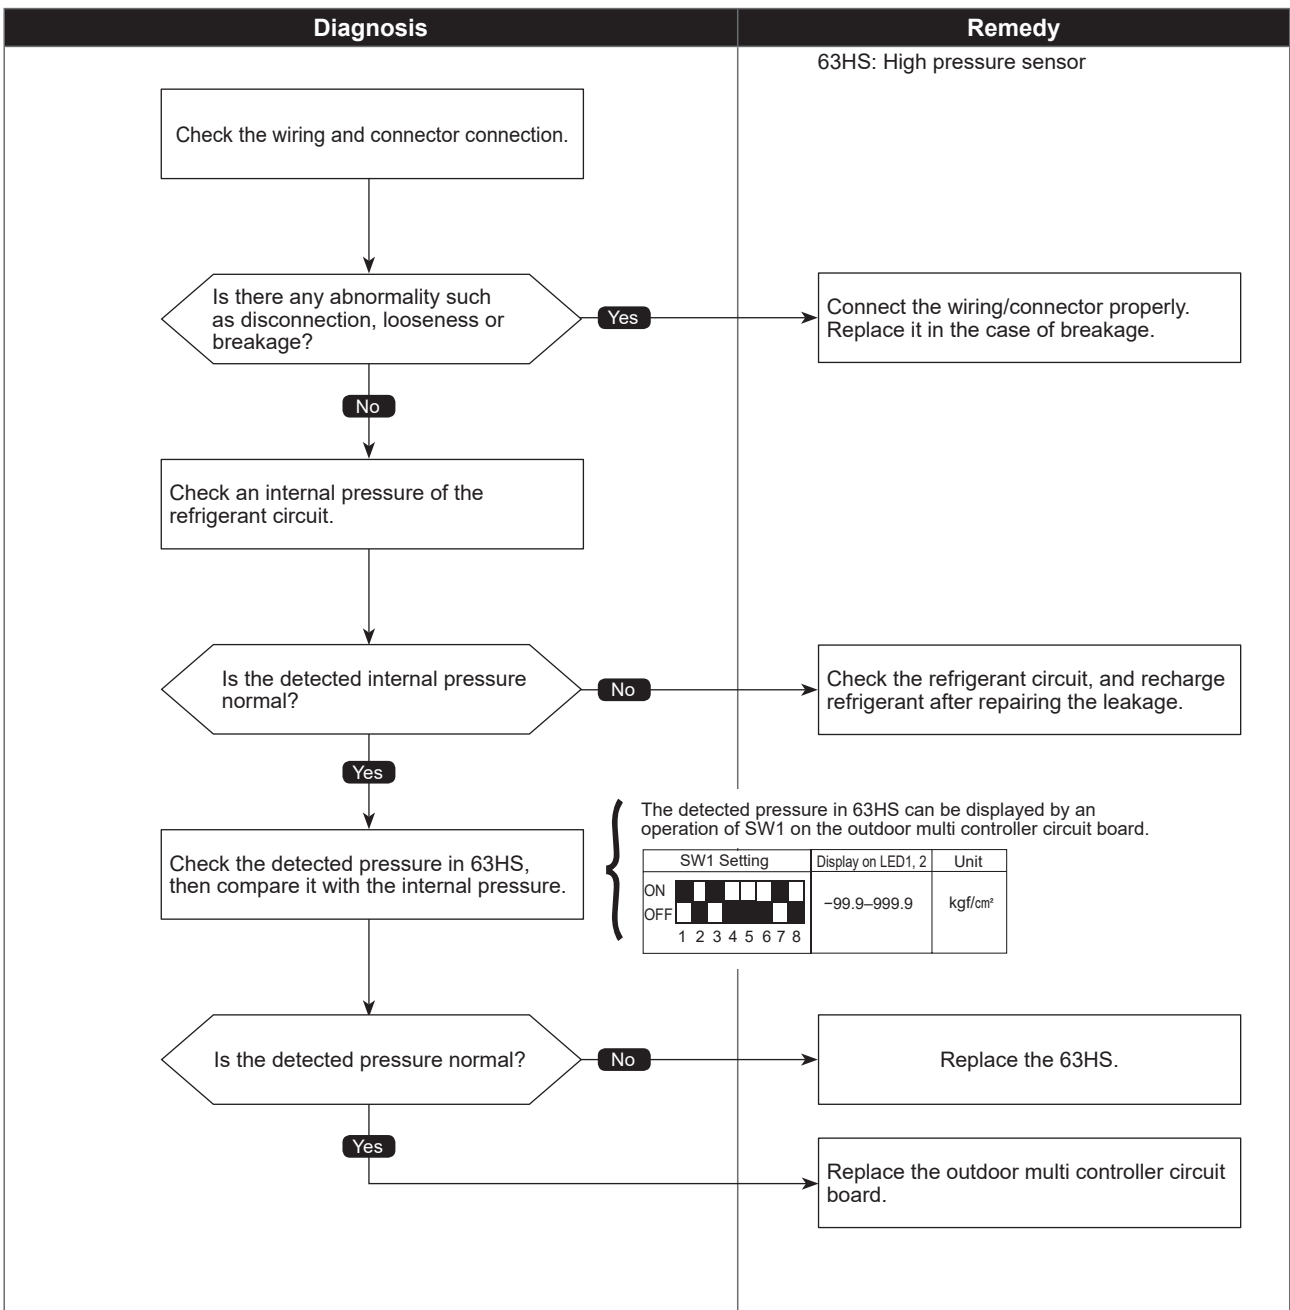 Diagnosis
Remedy
63HS: High pressure sensor
Check the wiring and connector connection.
Is there any abnormality such
as disconnection, looseness or
breakage?
Yes
Connect the wiring/connector properly.
Replace it in the case of breakage.
No
Check an internal pressure of the
refrigerant circuit.
Is the detected internal pressure
normal?
No
Check the refrigerant circuit, and recharge
refrigerant after repairing the leakage.
Yes
Check the detected pressure in 63HS,
then compare it with the internal pressure.
The detected pressure in 63HS can be displayed by an
operation of SW1 on the outdoor multi controller circuit board.
SW1 Setting
Display on LED1, 2
Unit
ON
OFF
1 2 3 4 5 6 7 8
−99.9–999.9
kgf/cm²
Is the detected pressure normal?
No
Replace the 63HS.
Yes
Replace the outdoor multi controller circuit
board.